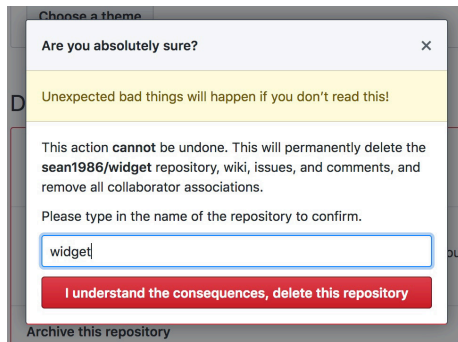 Choose a theme
Are you absolutely sure?
×
Unexpected bad things will happen if you don't read this!
D
This action cannot be undone. This will permanently delete the
sean1986/widget repository, wiki, issues, and comments, and
remove all collaborator associations.
Please type in the name of the repository to confirm.
widget
I understand the consequences, delete this repository
Archive this repository